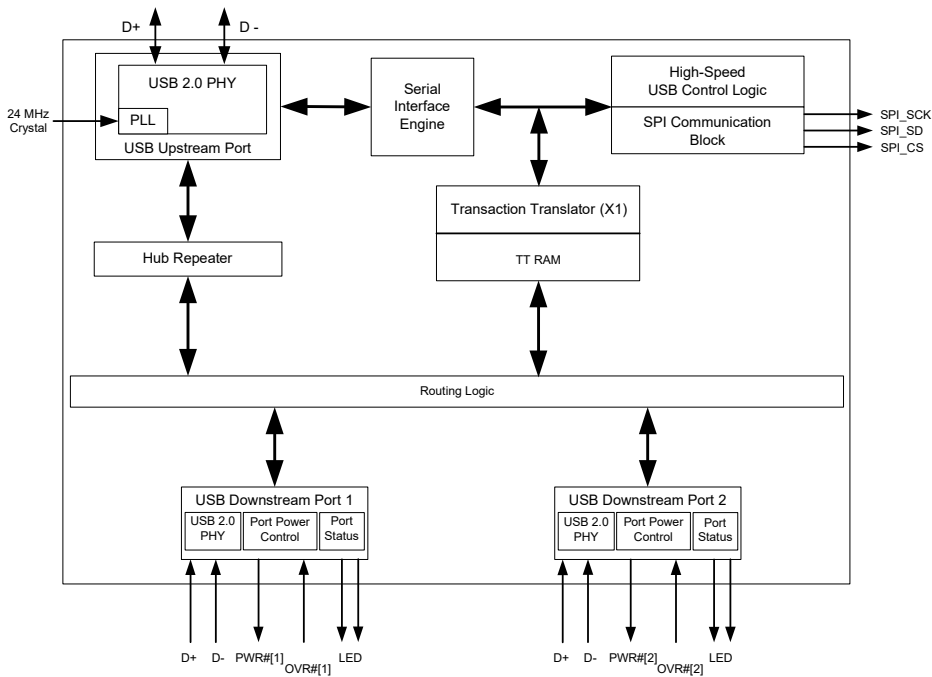 D+
D -
USB 2.0 PHY
PLL
24 MHz
Crystal
USB Upstream Port
Serial
Interface
Engine
High-Speed
USB Control Logic
SPI Communication
Block
SPI_SCK
SPI_SD
SPI_CS
Transaction Translator (X1)
TT RAM
Hub Repeater
Routing Logic
USB Downstream Port 1
USB 2.0
PHY
Port Power
Control
Port
Status
USB Downstream Port 2
USB 2.0
PHY
Port Power
Control
Port
Status
D+
D-
PWR#[1]
OVR#[1]
LED
D+
D-
PWR#[2]
OVR#[2]
LED